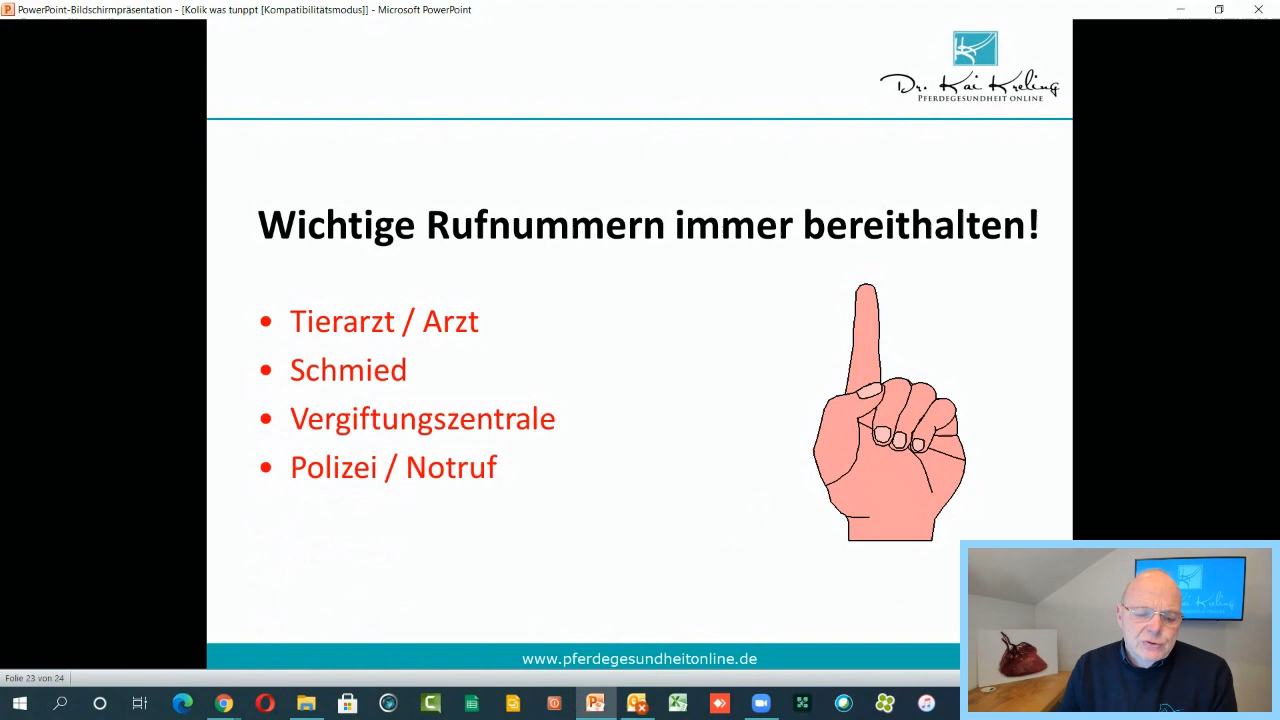 PowerPoint-Bildschirmpräsentation - [Kolik was tunppt [Kompatibilitätsmodus]] - Microsoft PowerPoint
Dr. Kai Kreling
PFERDEGESUNDHEIT ONLINE
Wichtige Rufnummern immer bereithalten!
• Tierarzt / Arzt
• Schmied
• Vergiftungszentrale
• Polizei / Notruf
www.pferdegesundheitonline.de
Folie 23 von 24